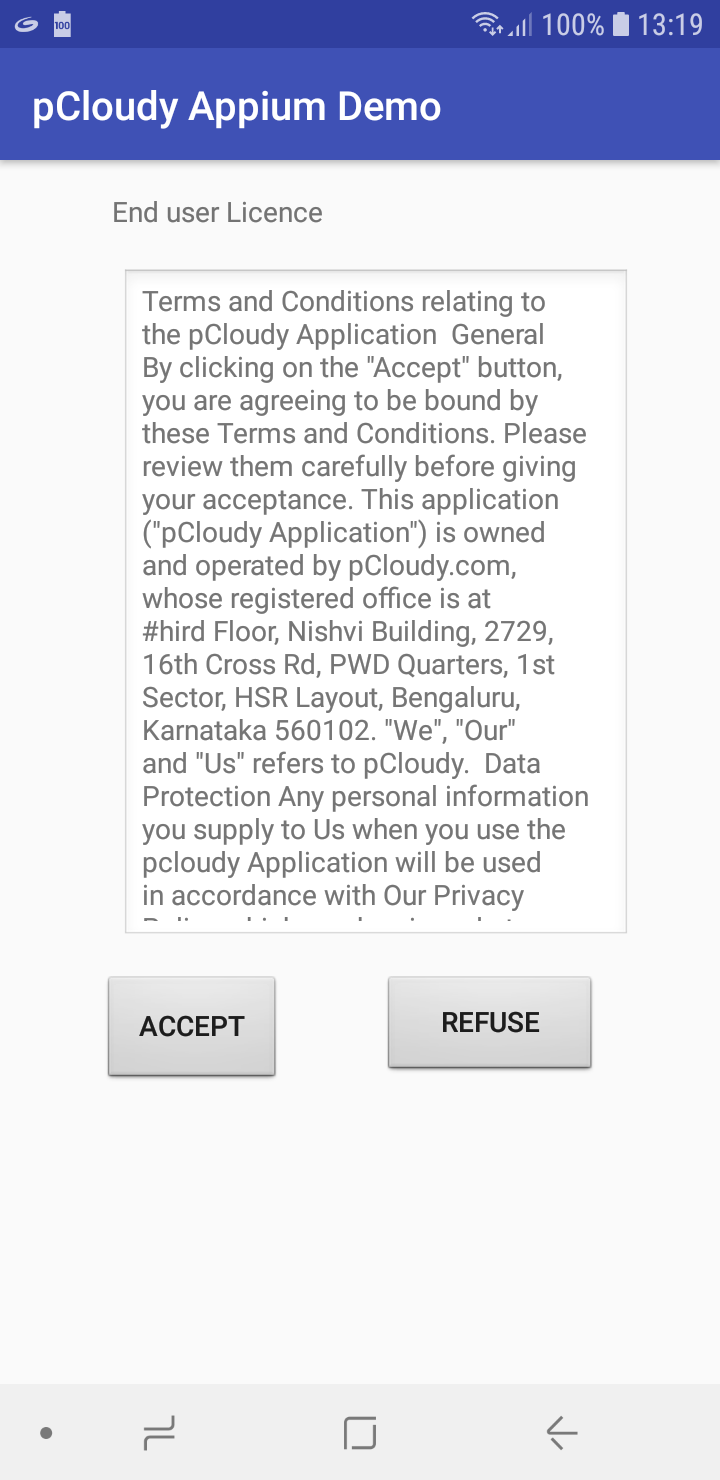 100 100% 13:19
pCloudy Appium Demo
End user Licence
Terms and Conditions relating to
the pCloudy Application  General
By clicking on the "Accept" button,
you are agreeing to be bound by
these Terms and Conditions. Please
review them carefully before giving
your acceptance. This application
("pCloudy Application") is owned
and operated by pCloudy.com,
whose registered office is at
#hird Floor, Nishvi Building, 2729,
16th Cross Rd, PWD Quarters, 1st
Sector, HSR Layout, Bengaluru,
Karnataka 560102. "We", "Our"
and "Us" refers to pCloudy.  Data
Protection Any personal information
you supply to Us when you use the
pcloudy Application will be used
in accordance with Our Privacy
ACCEPT REFUSE